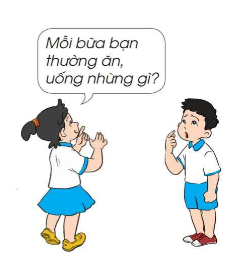 Mỗi bữa bạn
thường ăn,
uống những gì?